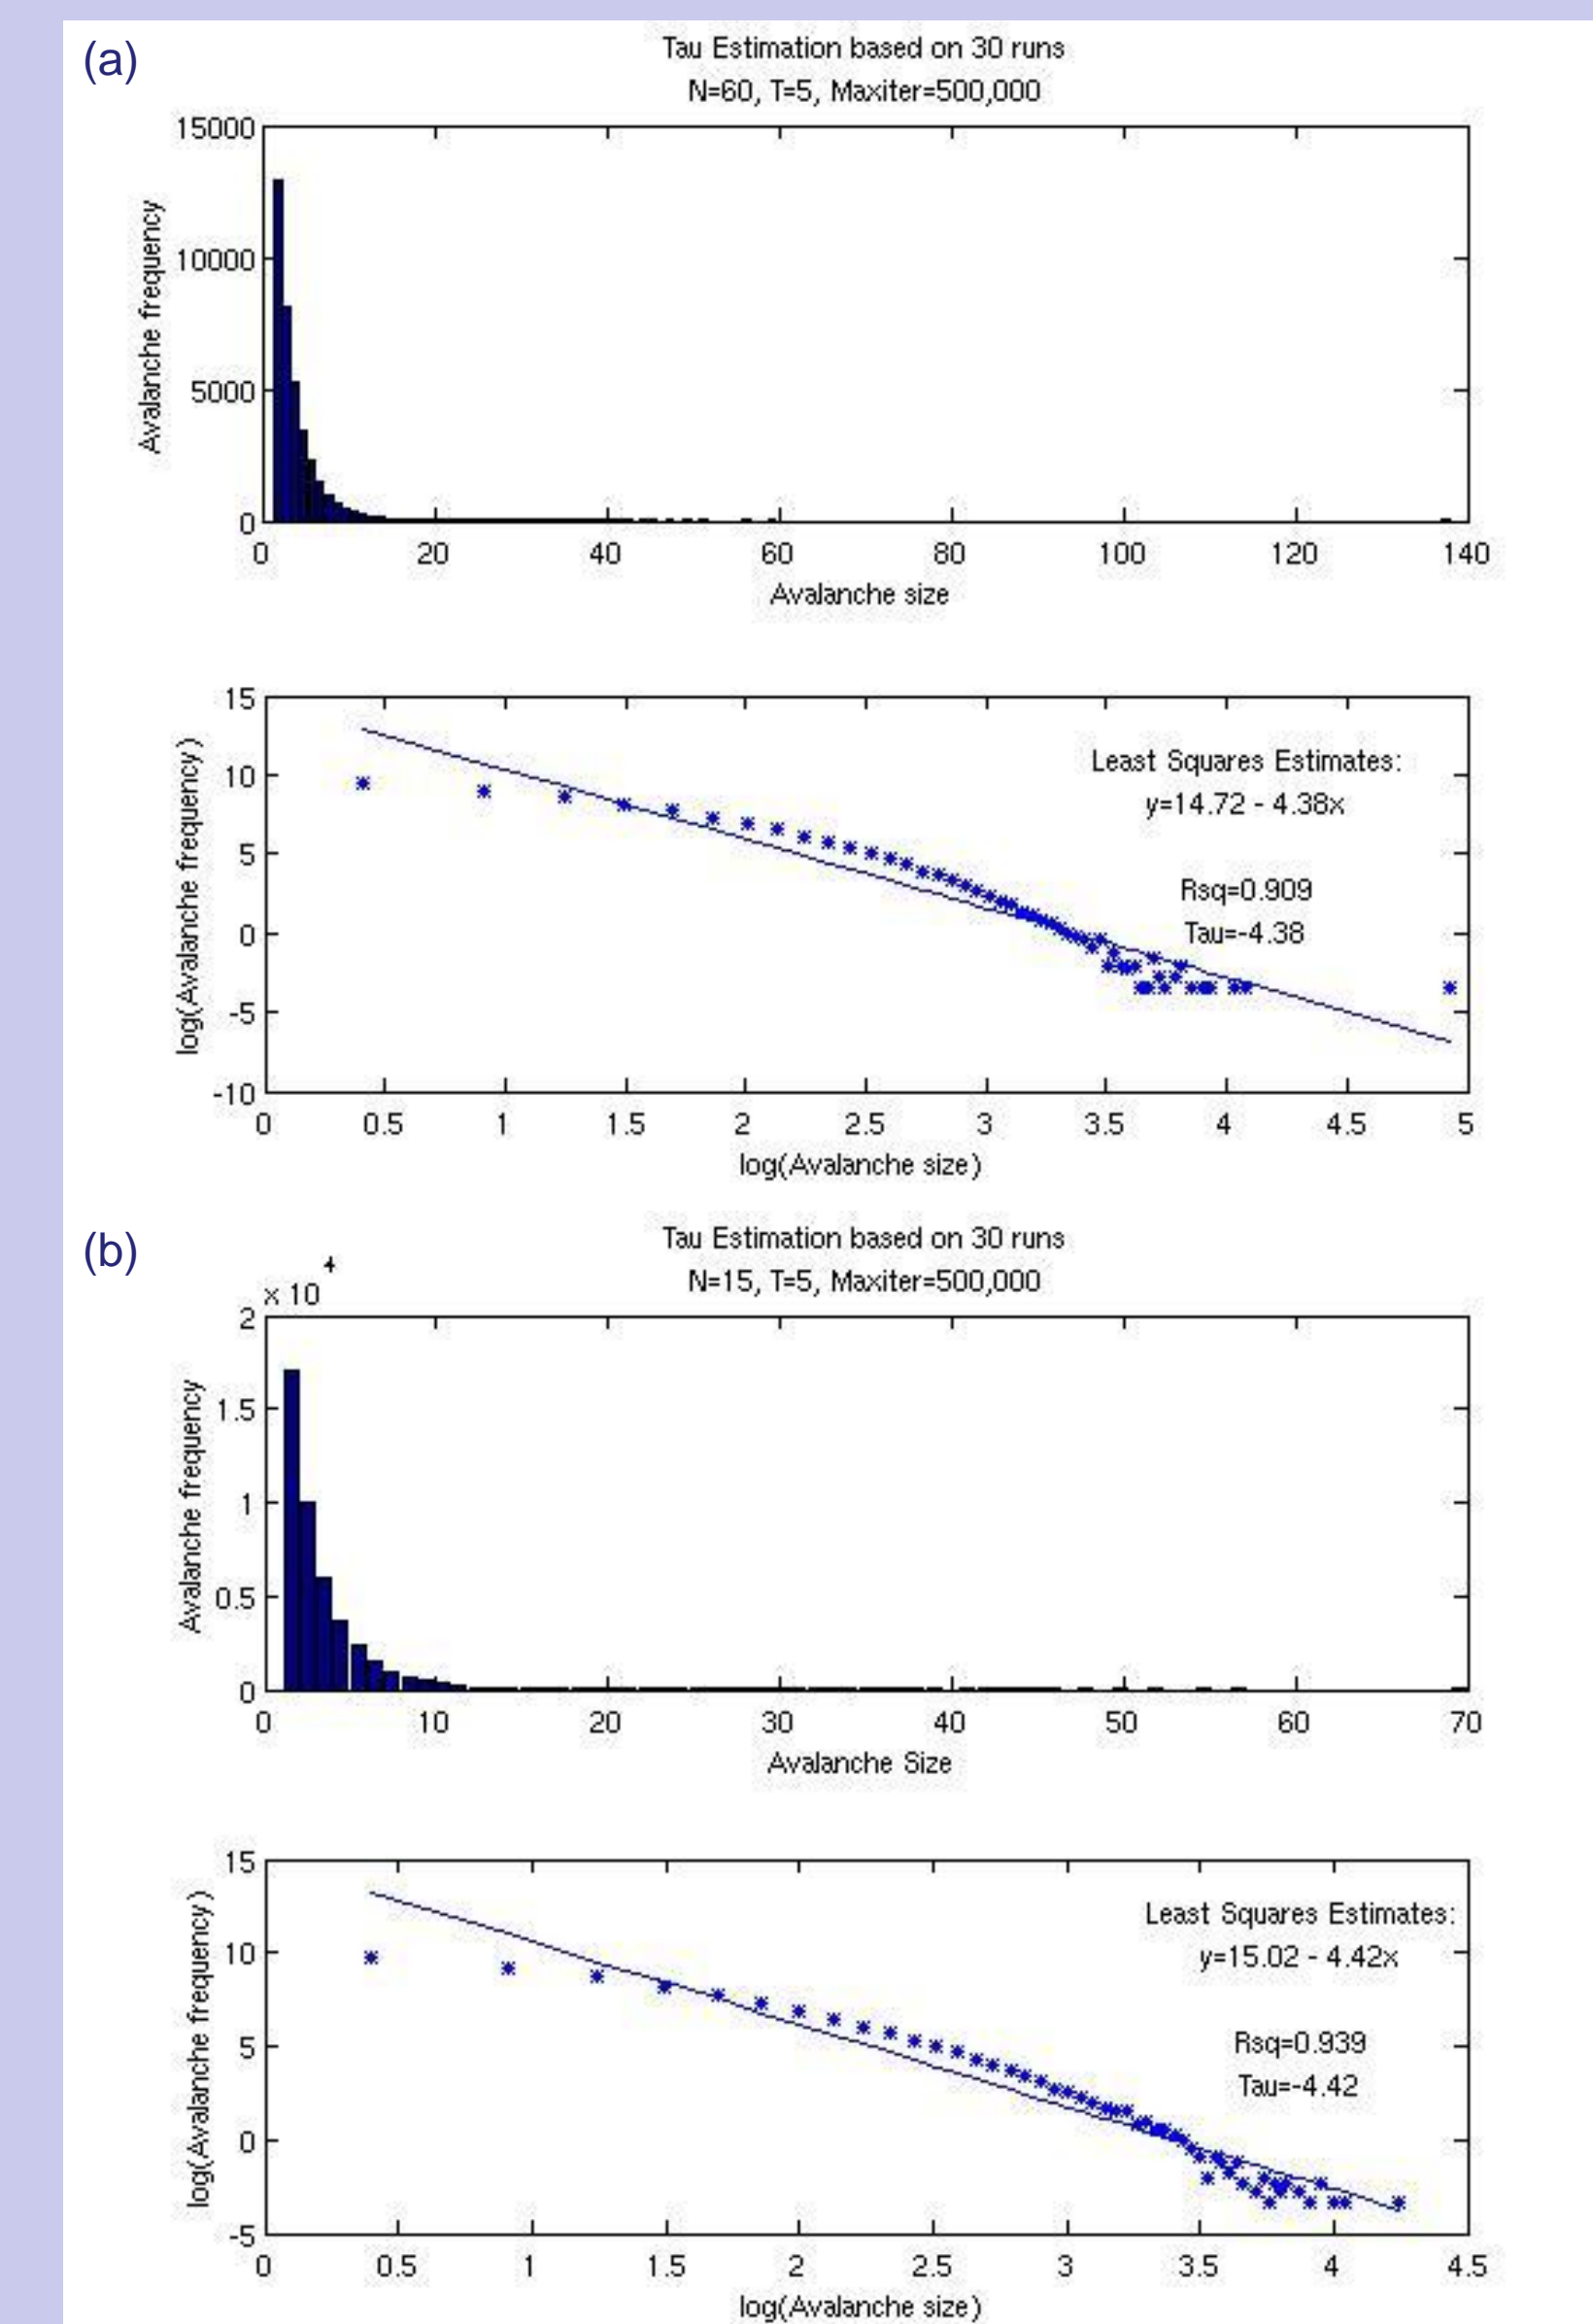 (a)
Tau Estimation based on 30 runs
N=60, T=5, Maxiter=500,000
15000
10000
5000
0
Avalanche frequency
0 20 40 60 80 100 120 140
Avalanche size
15
10
5
0
-5
-10
log(Avalanche frequency)
Least Squares Estimates:
y=14.72 - 4.38x
Rsq=0.909
Tau=-4.38
0 0.5 1 1.5 2 2.5 3 3.5 4 4.5 5
log(Avalanche size)
(b)
Tau Estimation based on 30 runs
N=15, T=5, Maxiter=500,000
x 10 4
2
1.5
1
0.5
0
Avalanche frequency
0 10 20 30 40 50 60 70
Avalanche Size
15
10
5
0
-5
log(Avalanche frequency)
Least Squares Estimates:
y=15.02 - 4.42x
Rsq=0.939
Tau=-4.42
0 0.5 1 1.5 2 2.5 3 3.5 4 4.5
log(Avalanche size)